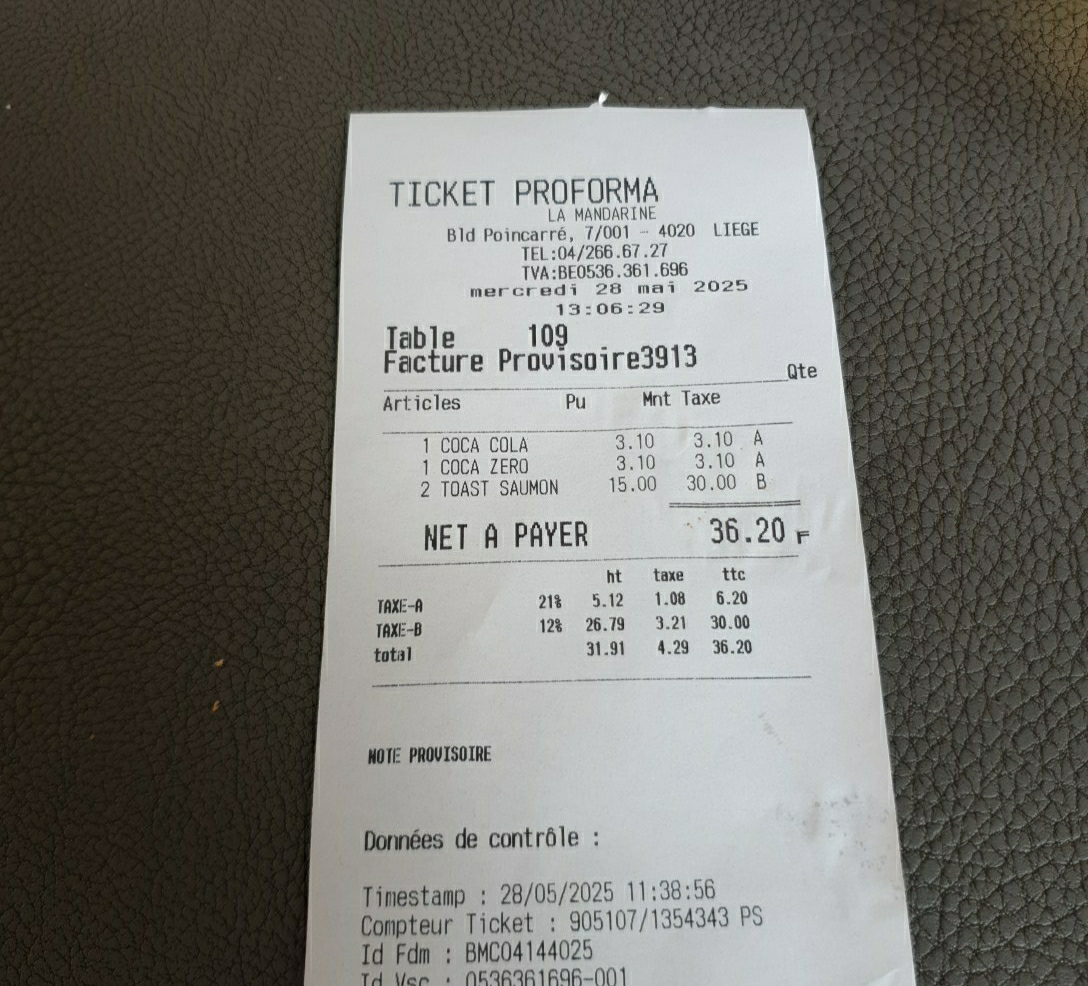 TICKET PROFORMA
LA MANDARINE
Bld Poincarré, 7/001 - 4020 LIEGE
TEL:04/266.67.27
TVA:BE0536.361.696
mercredi 28 mai 2025
13:06:29
Table 109
Facture Provisoire3913
Qte
Articles Pu Mnt Taxe
1 COCA COLA 3.10 3.10 A
1 COCA ZERO 3.10 3.10 A
2 TOAST SAUMON 15.00 30.00 B
NET A PAYER 36.20 F
ht taxe ttc
TAXE-A 21% 5.12 1.08 6.20
TAXE-B 12% 26.79 3.21 30.00
total 31.91 4.29 36.20
NOTE PROVISOIRE
Données de contrôle :
Timestamp : 28/05/2025 11:38:56
Compteur Ticket : 905107/1354343 PS
Id Fdm : BMC04144025
Id Vsc : 0536361696-001